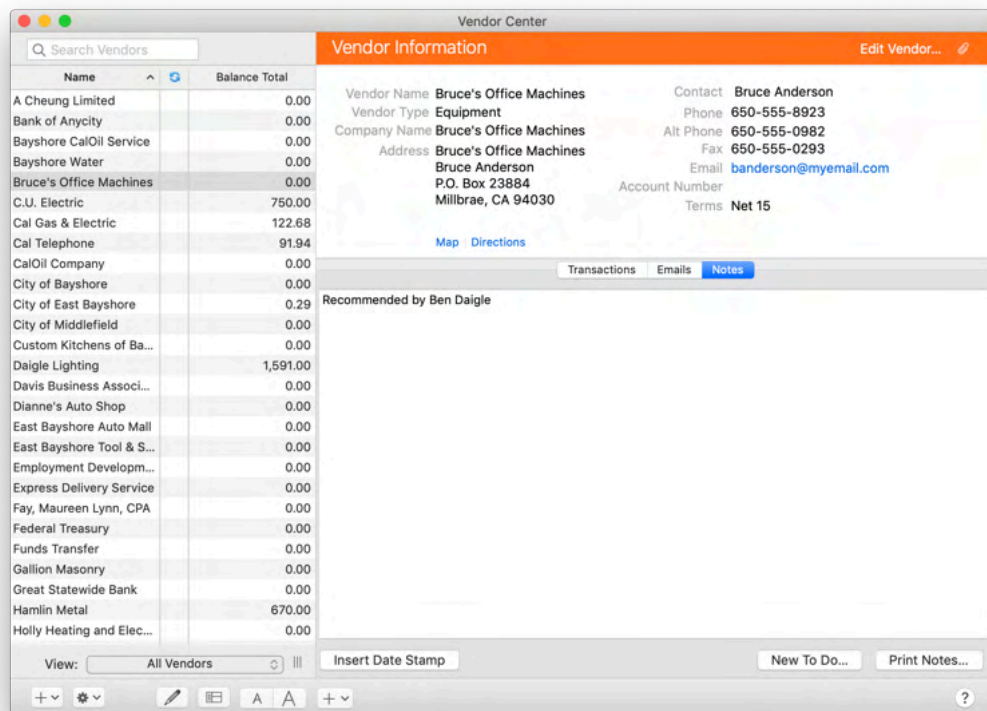 Vendor Center
Search Vendors
Name Balance Total
A Cheung Limited 0.00
Bank of Anycity 0.00
Bayshore CalOil Service 0.00
Bayshore Water 0.00
Bruce's Office Machines 0.00
C.U. Electric 750.00
Cal Gas & Electric 122.68
Cal Telephone 91.94
CalOil Company 0.00
City of Bayshore 0.00
City of East Bayshore 0.29
City of Middlefield 0.00
Custom Kitchens of Ba... 0.00
Daigle Lighting 1,591.00
Davis Business Associ... 0.00
Dianne's Auto Shop 0.00
East Bayshore Auto Mall 0.00
East Bayshore Tool & S... 0.00
Employment Developm... 0.00
Express Delivery Service 0.00
Fay, Maureen Lynn, CPA 0.00
Federal Treasury 0.00
Funds Transfer 0.00
Gallion Masonry 0.00
Great Statewide Bank 0.00
Hamlin Metal 670.00
Holly Heating and Elec... 0.00
View: All Vendors
A A
Vendor Information Edit Vendor...
Vendor Name Bruce's Office Machines
Vendor Type Equipment
Company Name Bruce's Office Machines
Address Bruce's Office Machines
Bruce Anderson
P.O. Box 23884
Millbrae, CA 94030
Map Directions
Contact Bruce Anderson
Phone 650-555-8923
Alt Phone 650-555-0982
Fax 650-555-0293
Email banderson@myemail.com
Account Number
Terms Net 15
Transactions Emails Notes
Recommended by Ben Daigle
Insert Date Stamp New To Do... Print Notes...
?